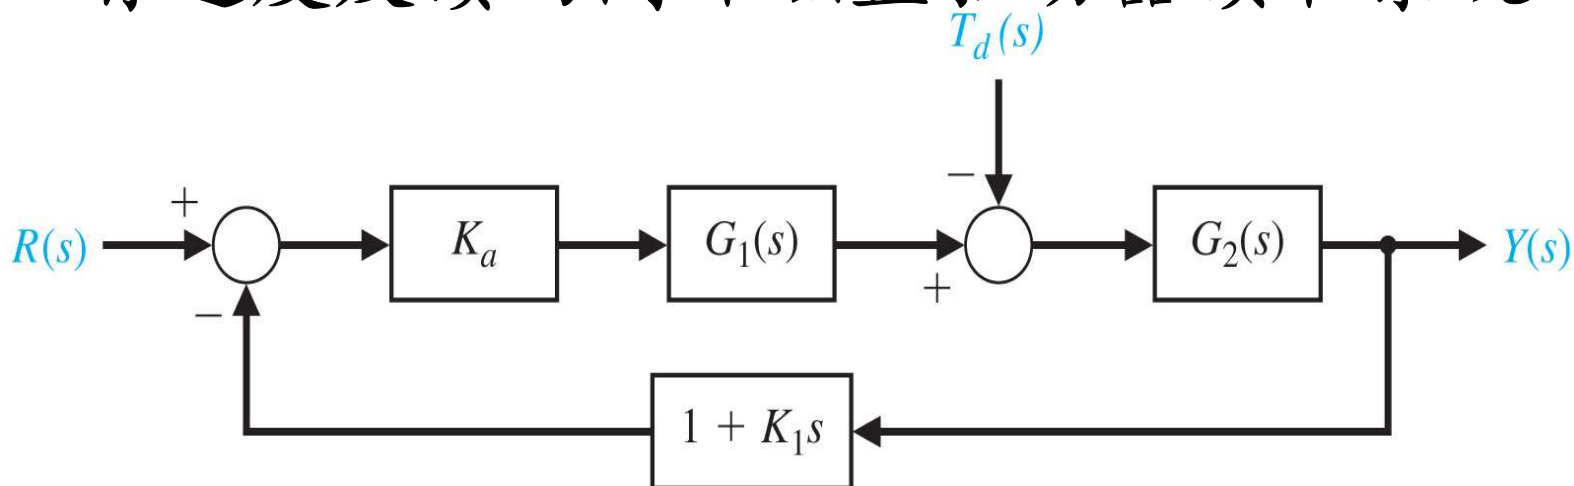 T_d(s)
+
−
R(s)
K_a
G_1(s)
G_2(s)
Y(s)
−
+
1 + K_1s